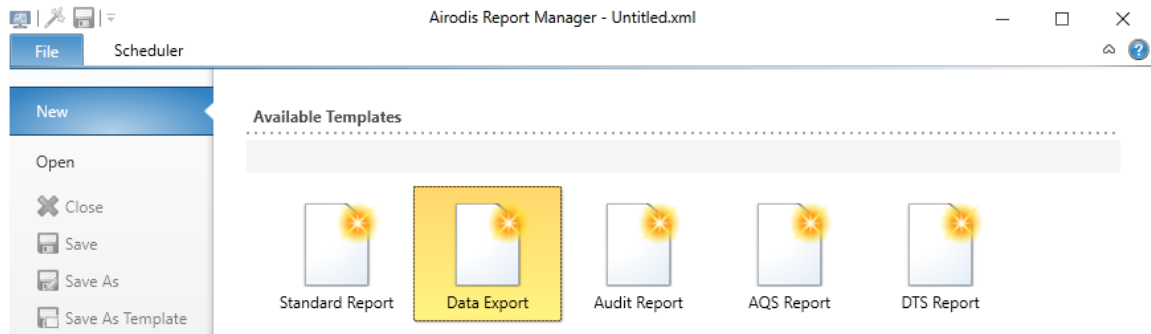 Airodis Report Manager - Untitled.xml
File Scheduler
New
Open
Close
Save
Save As
Save As Template
Available Templates
Standard Report Data Export Audit Report AQS Report DTS Report